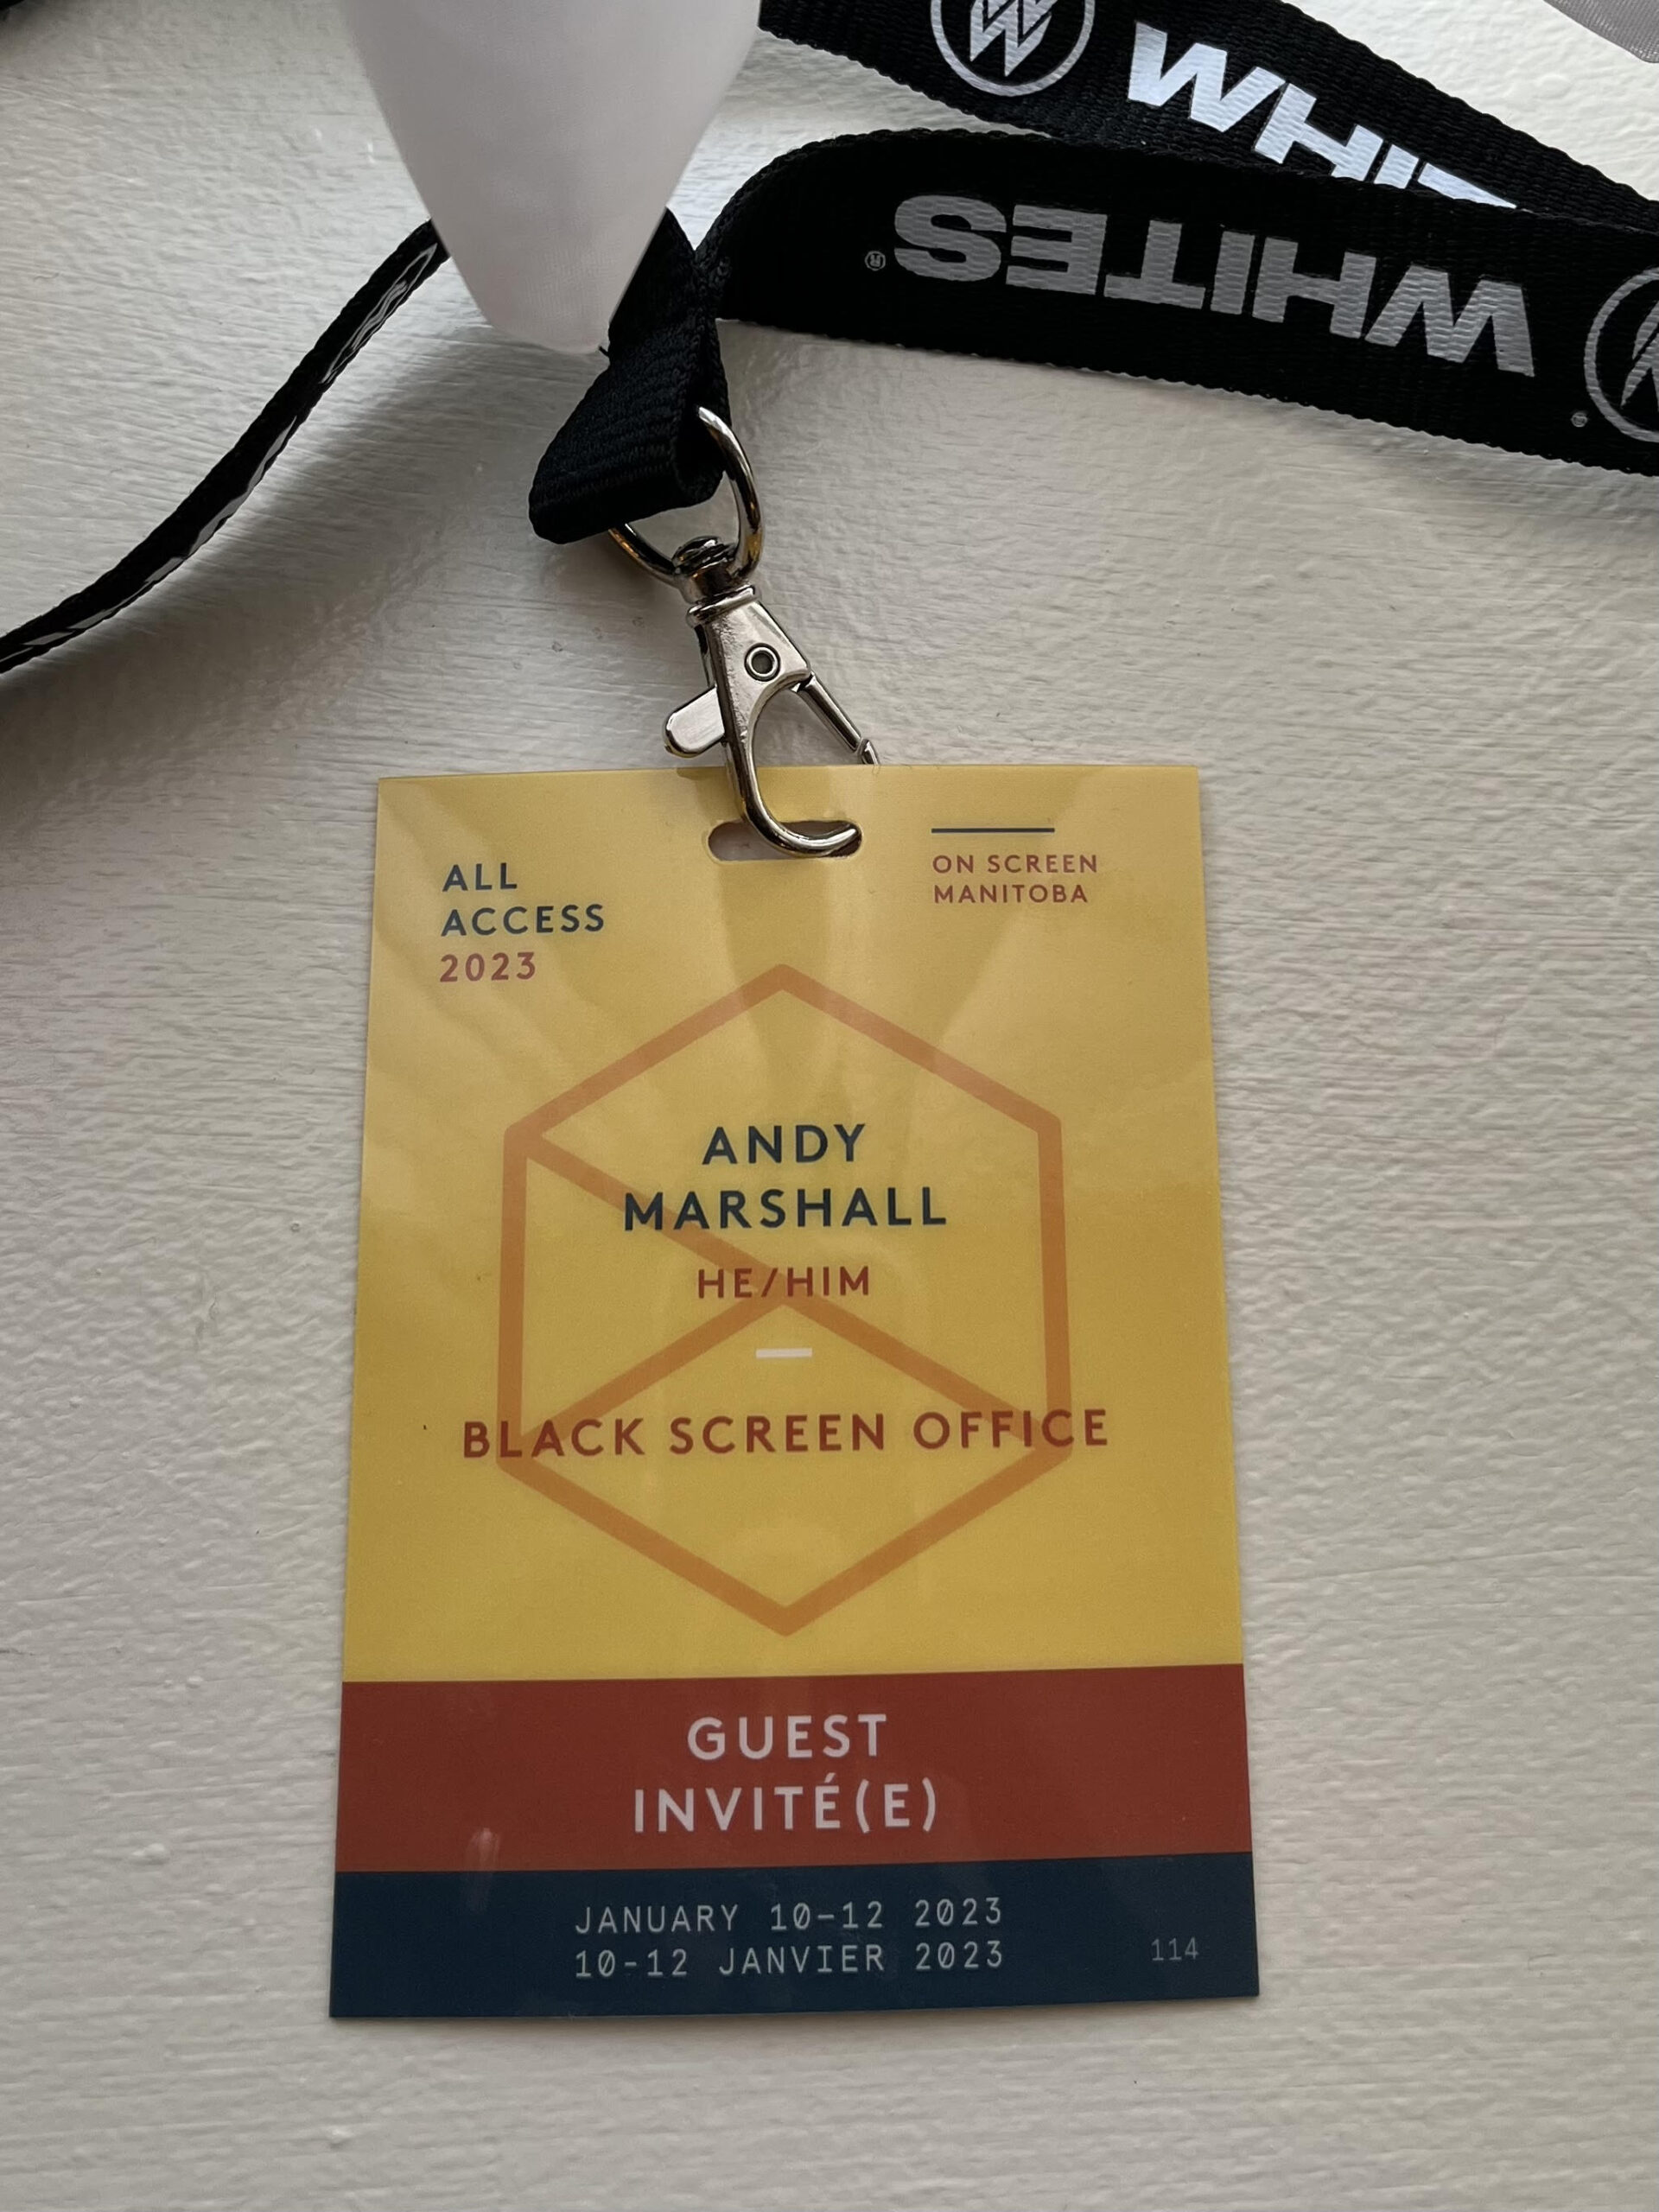 WHITES
WHITES®
ALL
ACCESS
2023
ON SCREEN
MANITOBA
ANDY
MARSHALL
HE/HIM
BLACK SCREEN OFFICE
GUEST
INVITÉ(E)
JANUARY 10-12 2023
10-12 JANVIER 2023
114